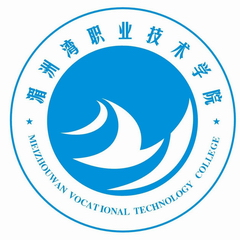 湄洲湾职业技术学院
MEIZHOUWAN VOCATIONAL TECHNOLOGY COLLEGE